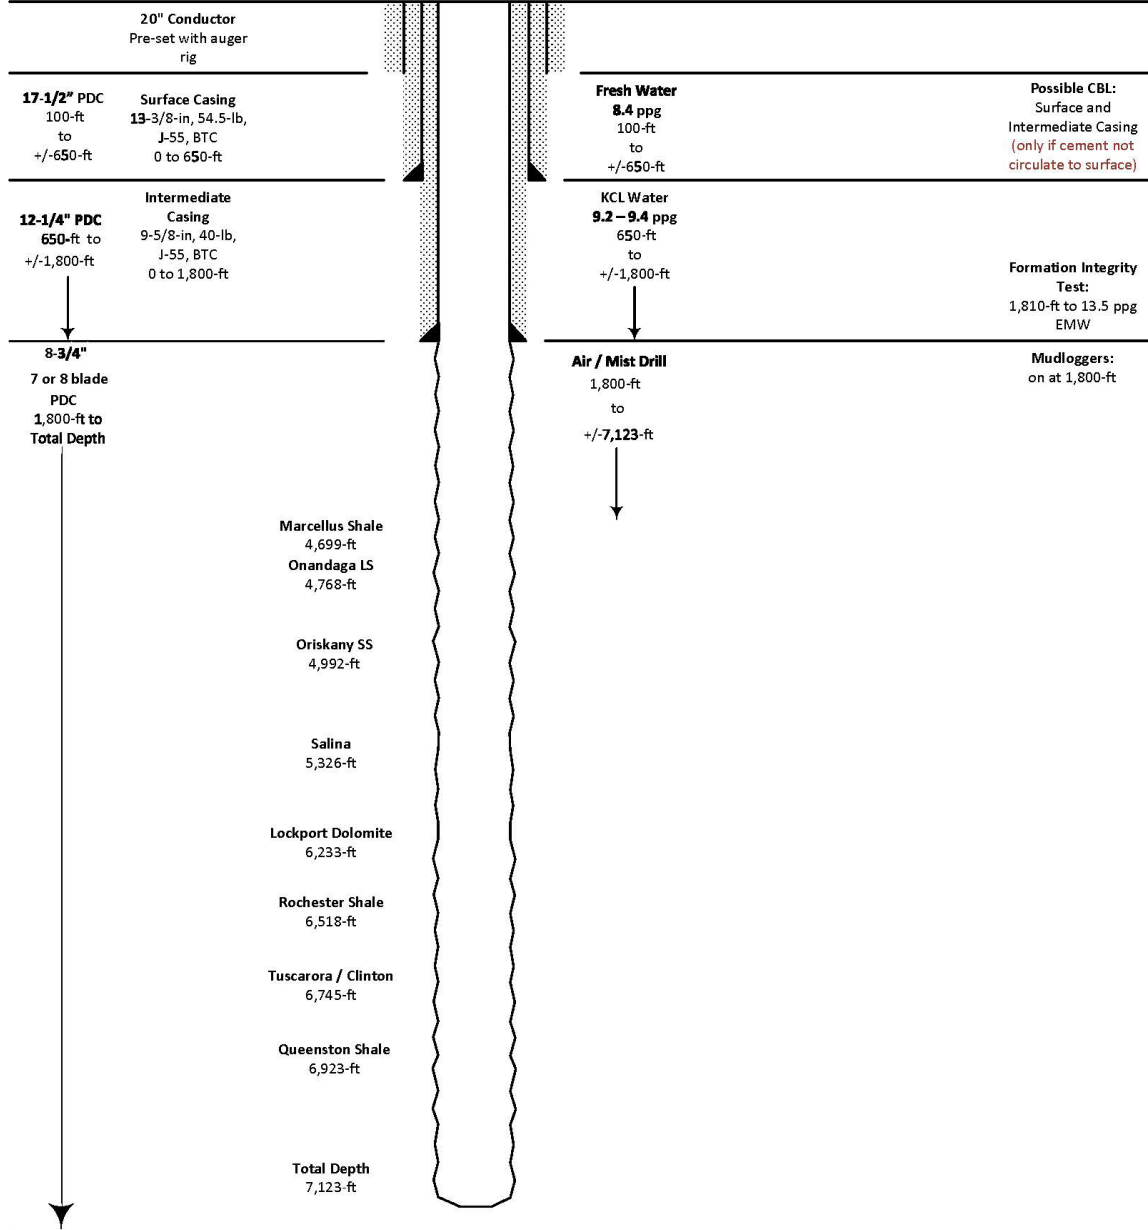 20" Conductor
Pre-set with auger
rig
17-1/2" PDC
100-ft
to
+/-650-ft
Surface Casing
13-3/8-in, 54.5-lb,
J-55, BTC
0 to 650-ft
Fresh Water
8.4 ppg
100-ft
to
+/-650-ft
Possible CBL:
Surface and
Intermediate Casing
(only if cement not
circulate to surface)
12-1/4" PDC
650-ft to
+/-1,800-ft
Intermediate
Casing
9-5/8-in, 40-lb,
J-55, BTC
0 to 1,800-ft
KCL Water
9.2 – 9.4 ppg
650-ft
to
+/-1,800-ft
Formation Integrity
Test:
1,810-ft to 13.5 ppg
EMW
8-3/4"
7 or 8 blade
PDC
1,800-ft to
Total Depth
Air / Mist Drill
1,800-ft
to
+/-7,123-ft
Mudloggers:
on at 1,800-ft
Marcellus Shale
4,699-ft
Onandaga LS
4,768-ft
Oriskany SS
4,992-ft
Salina
5,326-ft
Lockport Dolomite
6,233-ft
Rochester Shale
6,518-ft
Tuscarora / Clinton
6,745-ft
Queenston Shale
6,923-ft
Total Depth
7,123-ft